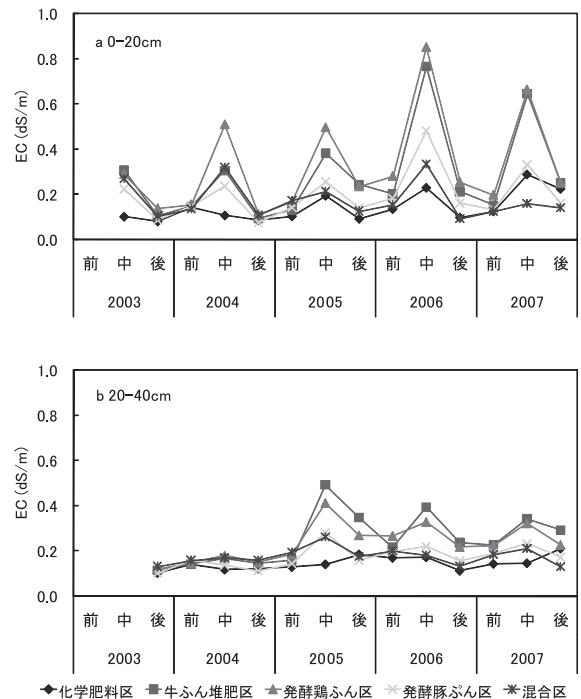 a 0-20cm
EC (dS/m)
1.0
0.8
0.6
0.4
0.2
0.0
前 中 後 前 中 後 前 中 後 前 中 後 前 中 後
2003 2004 2005 2006 2007
b 20-40cm
EC (dS/m)
1.0
0.8
0.6
0.4
0.2
0.0
前 中 後 前 中 後 前 中 後 前 中 後 前 中 後
2003 2004 2005 2006 2007
化学肥料区 牛ふん堆肥区 発酵鶏ふん区 発酵豚ぷん区 混合区